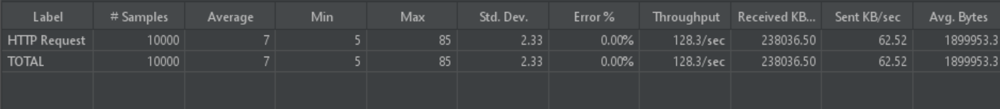 Label # Samples Average Min Max Std. Dev. Error % Throughput Received KB... Sent KB/sec Avg. Bytes
HTTP Request 10000 7 5 85 2.33 0.00% 128.3/sec 238036.50 62.52 1899953.3
TOTAL 10000 7 5 85 2.33 0.00% 128.3/sec 238036.50 62.52 1899953.3